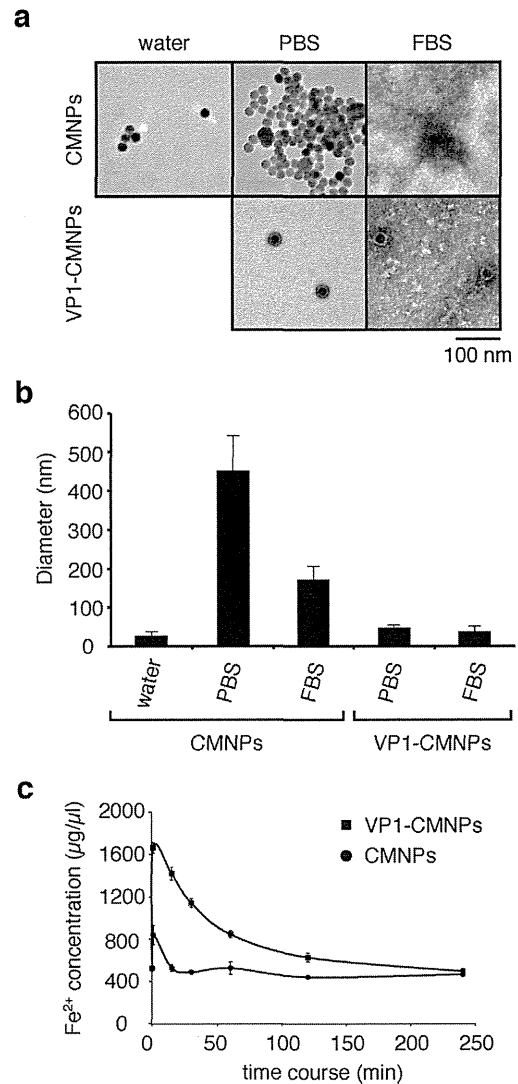 a
water PBS FBS
CMNPs
VP1-CMNPs
100 nm
b
Diameter (nm)
600
500
400
300
200
100
0
water PBS FBS PBS FBS
CMNPs VP1-CMNPs
c
Fe²⁺ concentration (μg/μl)
2000
1600
1200
800
400
0
VP1-CMNPs
CMNPs
0 50 100 150 200 250
time course (min)